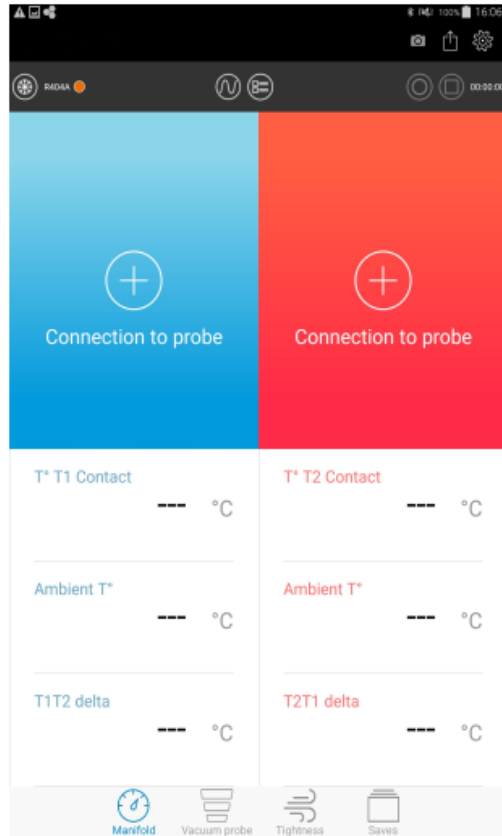 100% 16:06
R404A 00:00:00
Connection to probe Connection to probe
T° T1 Contact T° T2 Contact
--- °C --- °C
Ambient T° Ambient T°
--- °C --- °C
T1T2 delta T2T1 delta
--- °C --- °C
Manifold Vacuum probe Tightness Saves